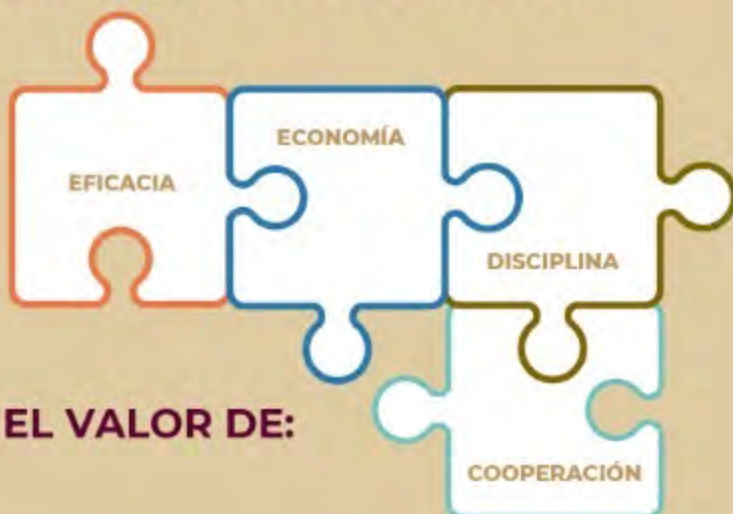 ECONOMÍA
EFICACIA
DISCIPLINA
EL VALOR DE:
COOPERACIÓN